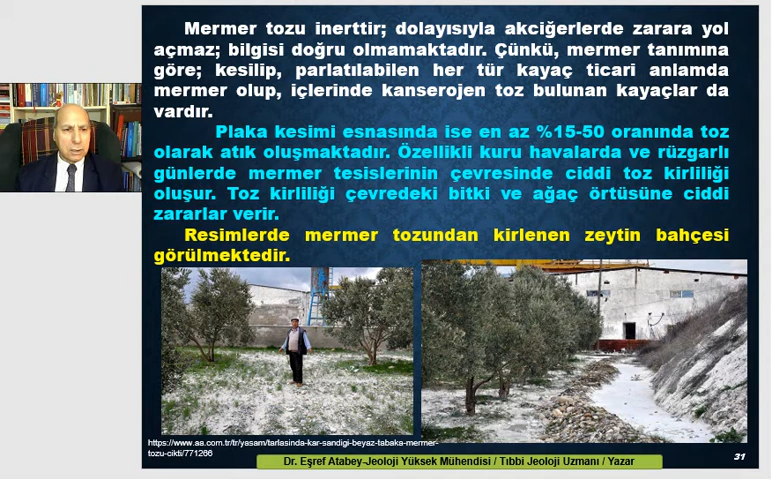 Mermer tozu inerttir; dolayısıyla akciğerlerde zarara yol
açmaz; bilgisi doğru olmamaktadır. Çünkü, mermer tanımına
göre; kesilip, parlatılabilen her tür kayaç ticari anlamda
mermer olup, içlerinde kanserojen toz bulunan kayaçlar da
vardır.
Plaka kesimi esnasında ise en az %15-50 oranında toz
olarak atık oluşmaktadır. Özellikli kuru havalarda ve rüzgarlı
günlerde mermer tesislerinin çevresinde ciddi toz kirliliği
oluşur. Toz kirliliği çevredeki bitki ve ağaç örtüsüne ciddi
zararlar verir.
Resimlerde mermer tozundan kirlenen zeytin bahçesi
görülmektedir.
https://www.aa.com.tr/tr/yasam/tarlasinda-kar-sandigi-beyaz-tabaka-mermer-
tozu-cikti/771266
Dr. Eşref Atabey-Jeoloji Yüksek Mühendisi / Tıbbi Jeoloji Uzmanı / Yazar
31